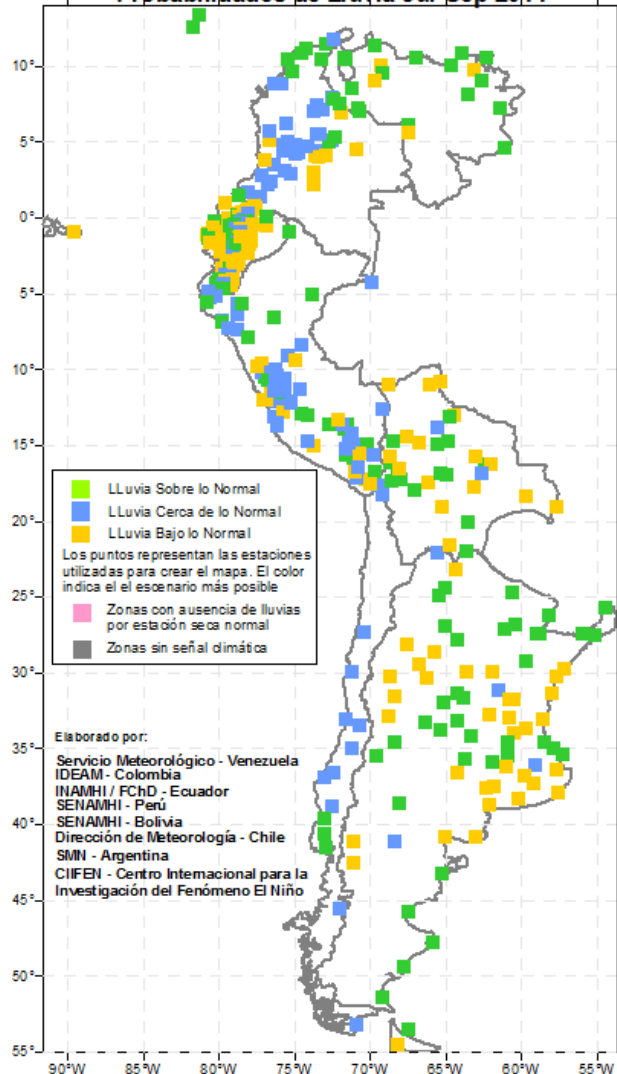 10°
5°
0°
5°
10°
15°
20°
25°
30°
35°
40°
45°
50°
55°
LLuvia Sobre lo Normal
LLuvia Cerca de lo Normal
LLuvia Bajo lo Normal
Los puntos representan las estaciones
utilizadas para crear el mapa. El color
indica el el escenario más posible
Zonas con ausencia de lluvias
por estación seca normal
Zonas sin señal climática
Elaborado por:
Servicio Meteorológico - Venezuela
IDEAM - Colombia
INAMHI / FChD - Ecuador
SENAMHI - Perú
SENAMHI - Bolivia
Dirección de Meteorología - Chile
SMN - Argentina
CIIFEN - Centro Internacional para la
Investigación del Fenómeno El Niño
90°W 85°W 80°W 75°W 70°W 65°W 60°W 55°W